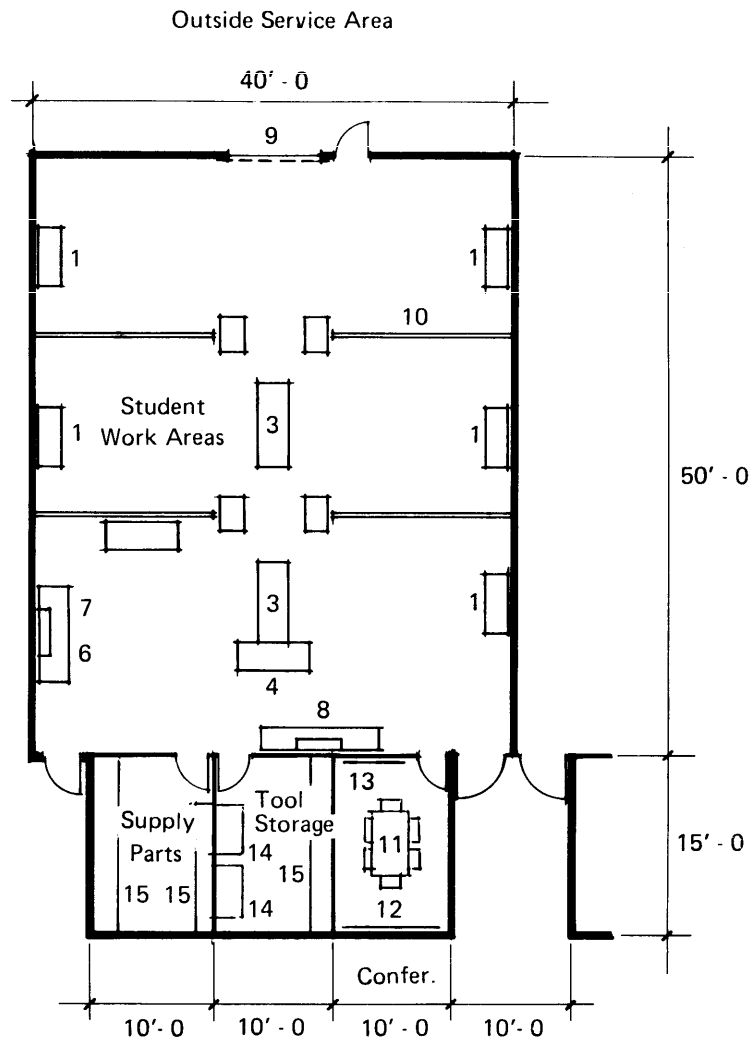 Outside Service Area
40' - 0
9
1
1
10
Student
Work Areas
3
1
1
50' - 0
7
3
1
6
4
8
13
Tool
Storage
Supply
Parts
11
15' - 0
14
15
15
15
14
12
Confer.
10' - 0
10' - 0
10' - 0
10' - 0